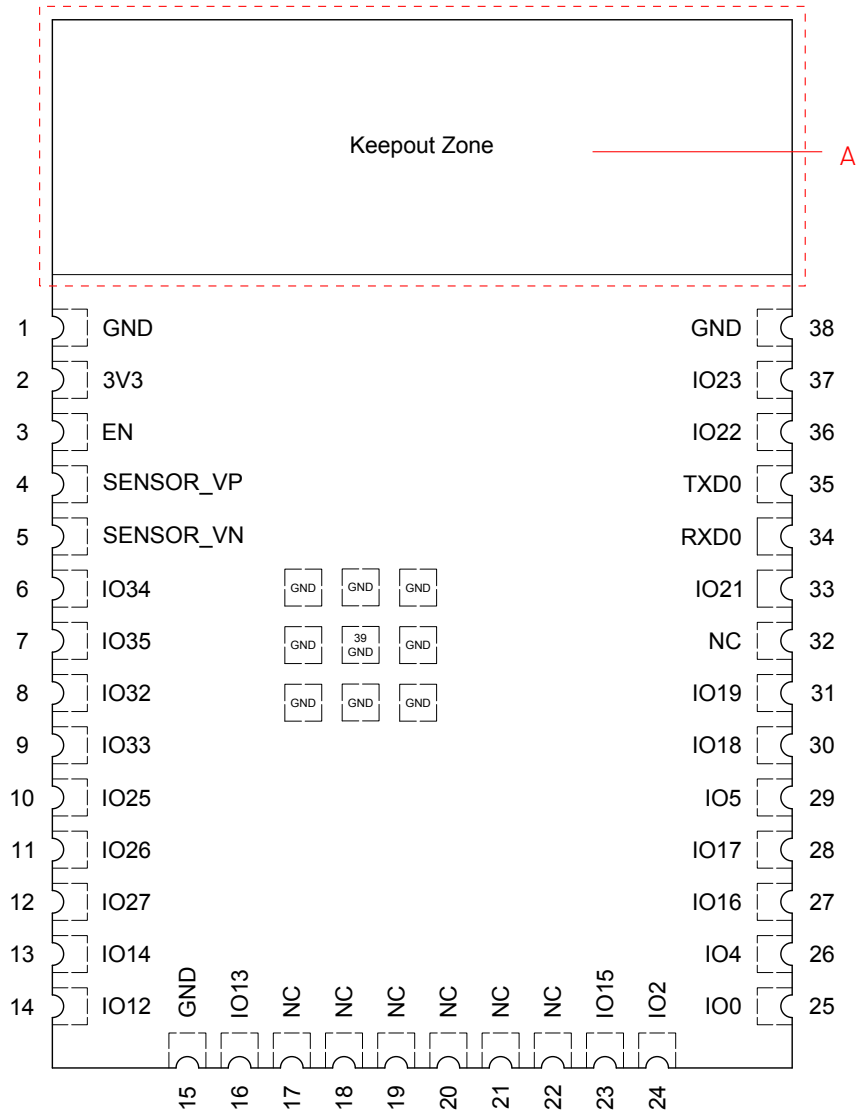 Keepout Zone
A
1 GND
2 3V3
3 EN
4 SENSOR_VP
5 SENSOR_VN
6 IO34
7 IO35
8 IO32
9 IO33
10 IO25
11 IO26
12 IO27
13 IO14
14 IO12
GND GND GND
GND 39 GND GND
GND GND GND
GND 38
IO23 37
IO22 36
TXD0 35
RXD0 34
IO21 33
NC 32
IO19 31
IO18 30
IO5 29
IO17 28
IO16 27
IO4 26
IO0 25
GND 15
IO13 16
NC 17
NC 18
NC 19
NC 20
NC 21
NC 22
IO15 23
IO2 24